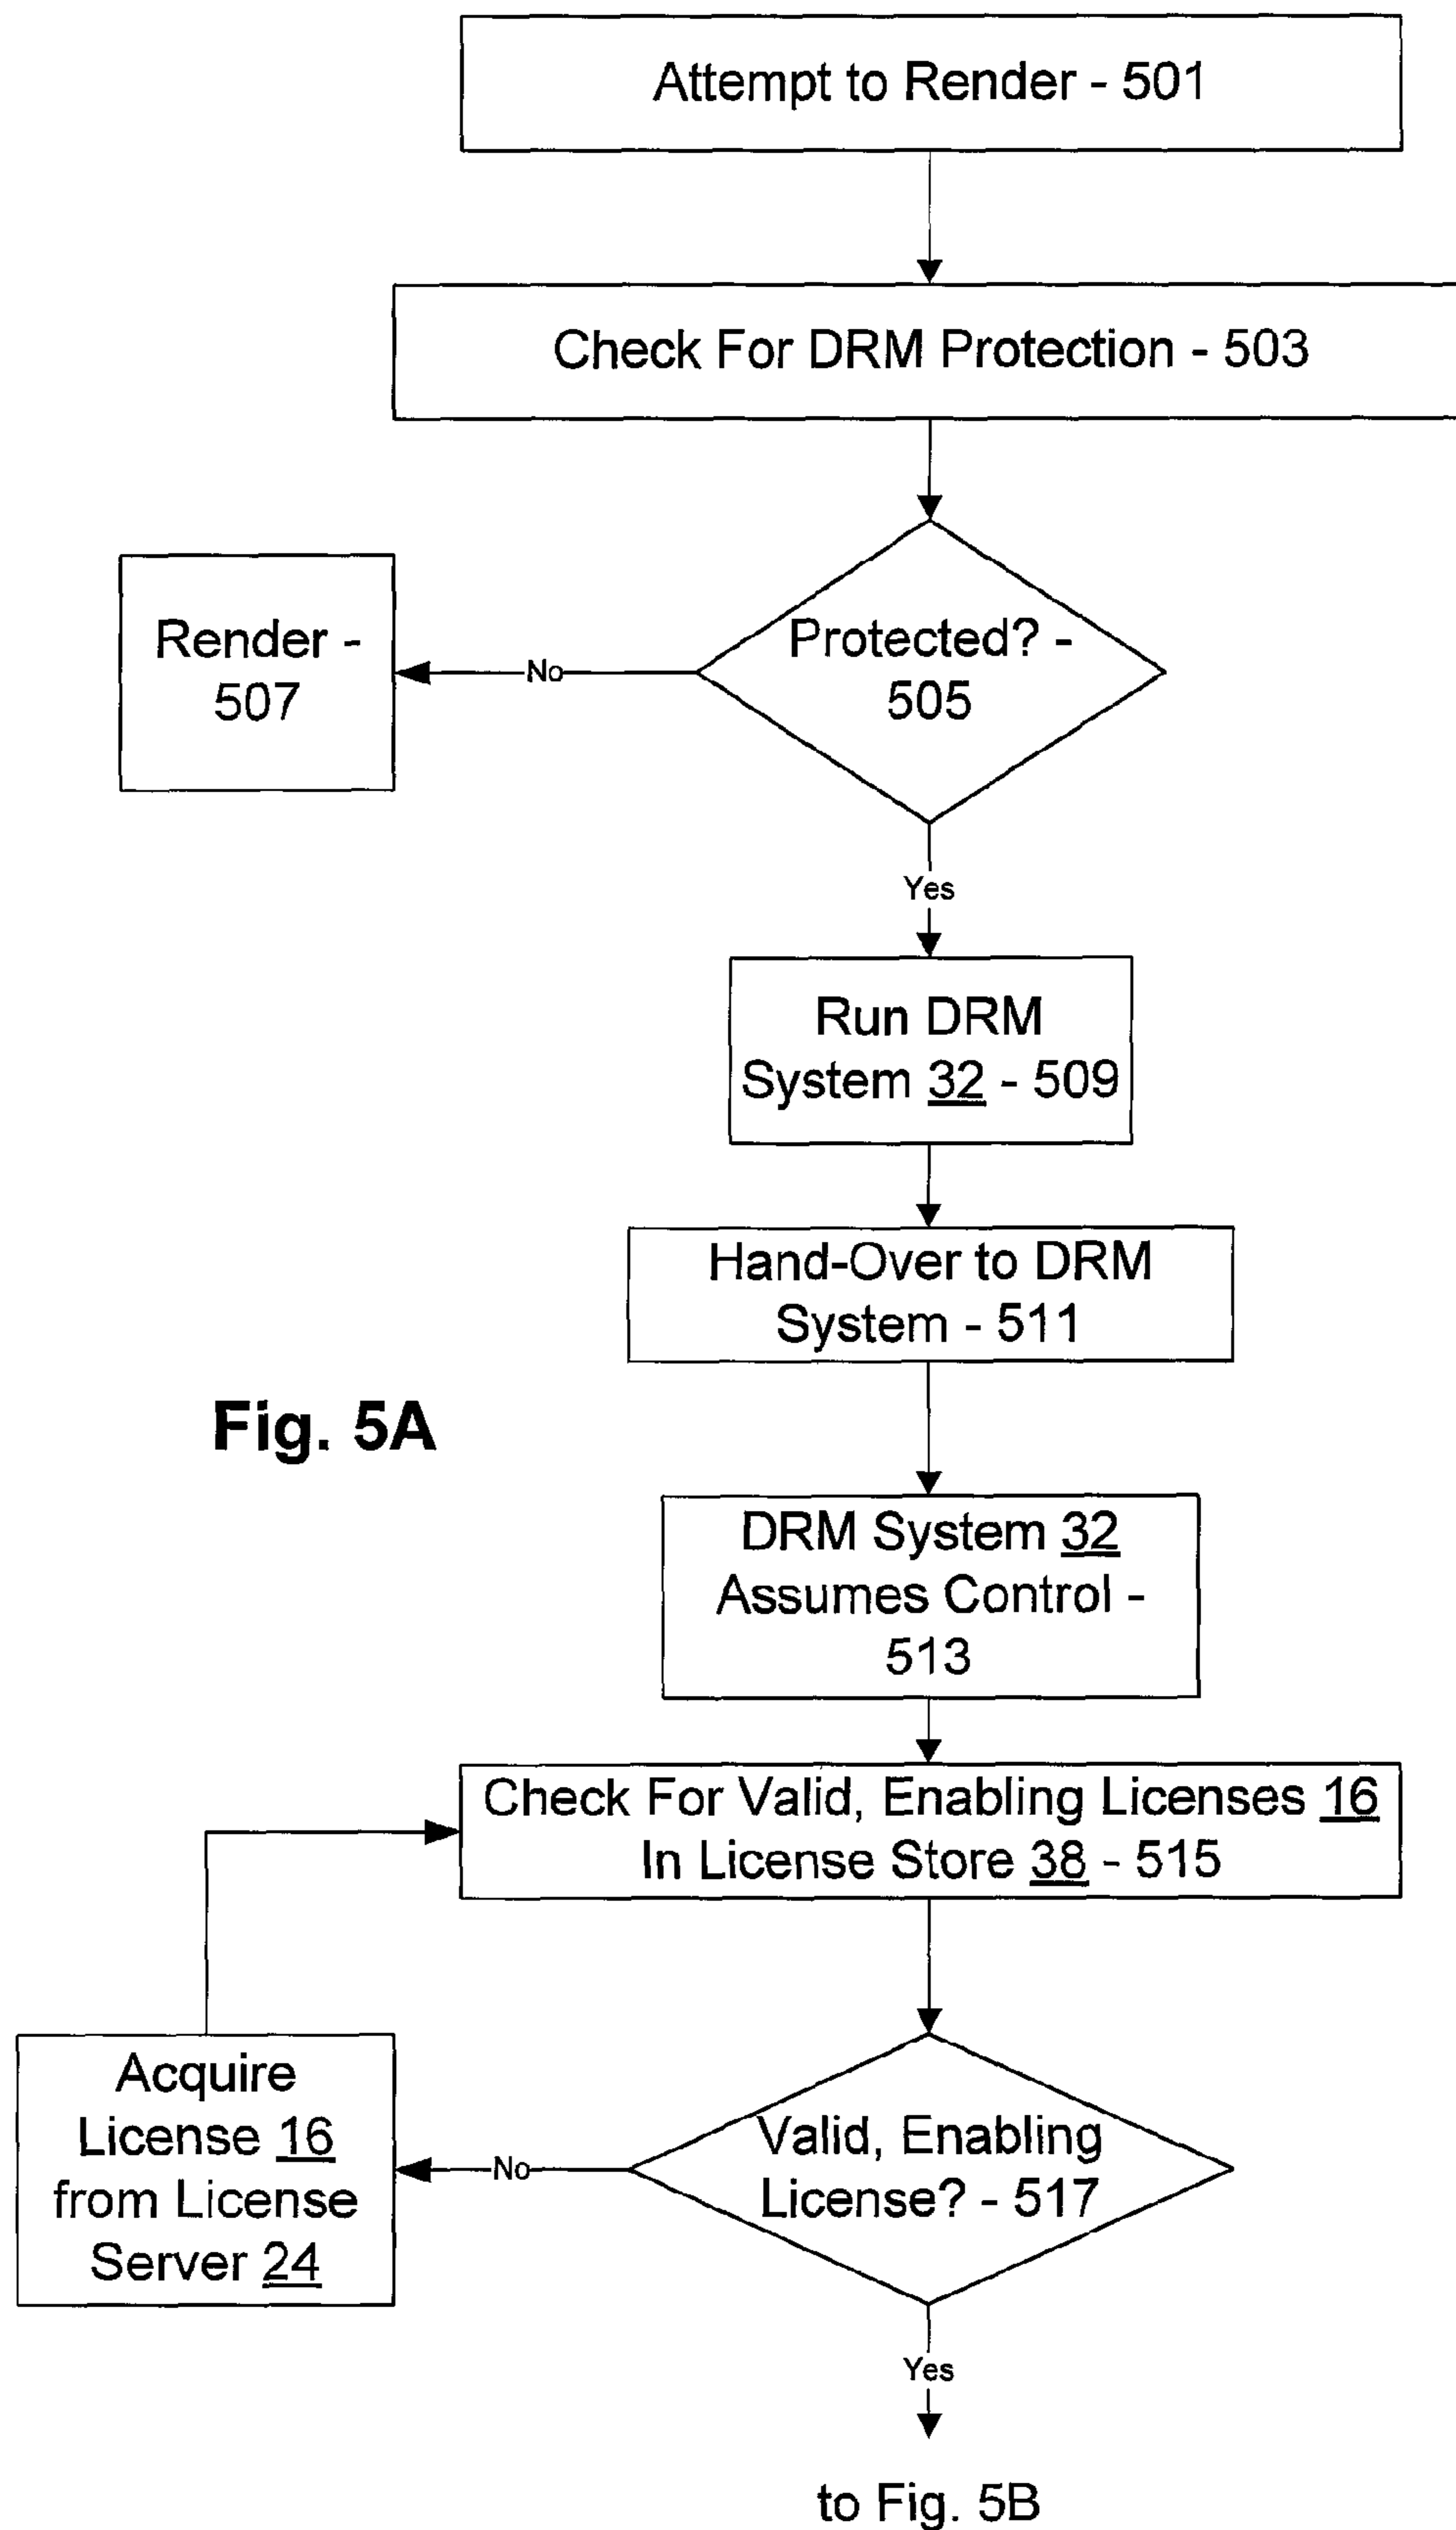 Attempt to Render - 501
Check For DRM Protection - 503
Protected? -
505
No
Render -
507
Yes
Run DRM
System 32 - 509
Hand-Over to DRM
System - 511
Fig. 5A
DRM System 32
Assumes Control -
513
Check For Valid, Enabling Licenses 16
In License Store 38 - 515
Valid, Enabling
License? - 517
No
Acquire
License 16
from License
Server 24
Yes
to Fig. 5B